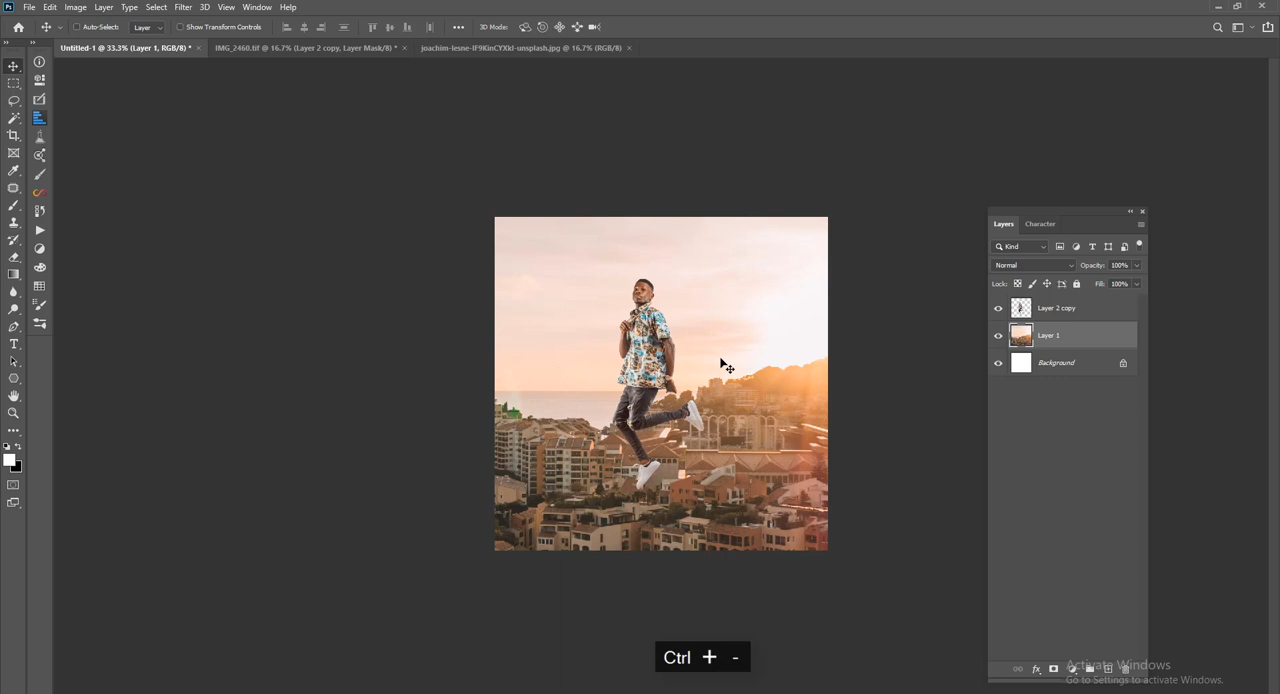 Ps File Edit Image Layer Type Select Filter 3D View Window Help
Auto-Select: Layer Show Transform Controls 3D Mode:
Untitled-1 @ 33.3% (Layer 1, RGB/8) * × IMG_2460.tif @ 16.7% (Layer 2 copy, Layer Mask/8) * × joachim-lesne-IF9KinCYXkI-unsplash.jpg @ 16.7% (RGB/8) ×
Layers Character
Kind
Normal Opacity: 100%
Lock: Fill: 100%
Layer 2 copy
Layer 1
Background
Ctrl + -
Activate Windows
Go to Settings to activate Windows.